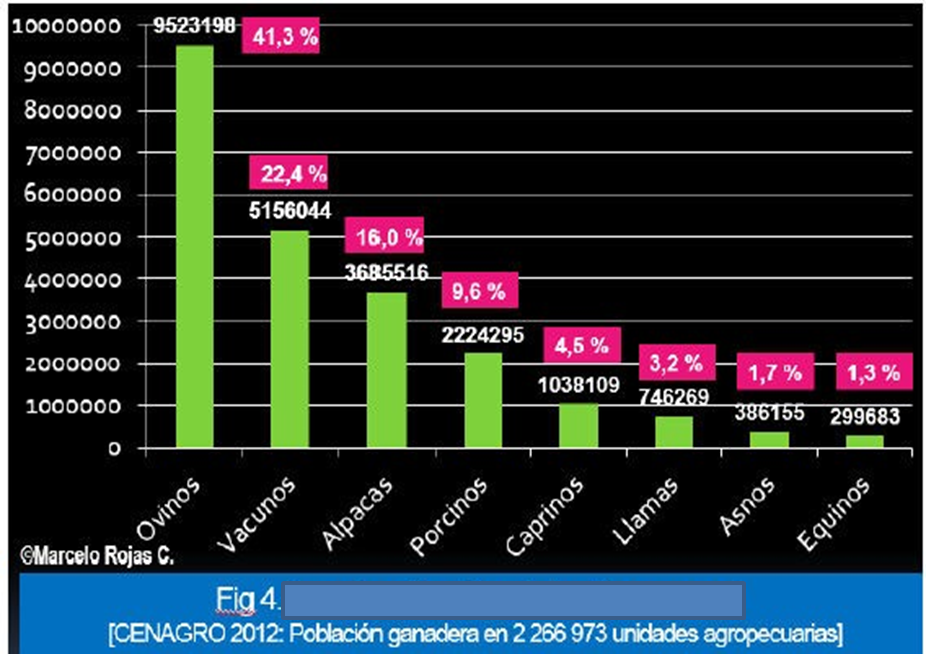 10000000
9000000
8000000
7000000
6000000
5000000
4000000
3000000
2000000
1000000
0
9523198
41,3 %
22,4 %
5156044
16,0 %
3685516
9,6 %
2224295
4,5 %
1038109
3,2 %
746269
1,7 %
386155
1,3 %
299683
Ovinos
Vacunos
Alpacas
Porcinos
Caprinos
Llamas
Asnos
Equinos
©Marcelo Rojas C.
Fig 4.
[CENAGRO 2012: Población ganadera en 2 266 973 unidades agropecuarias]